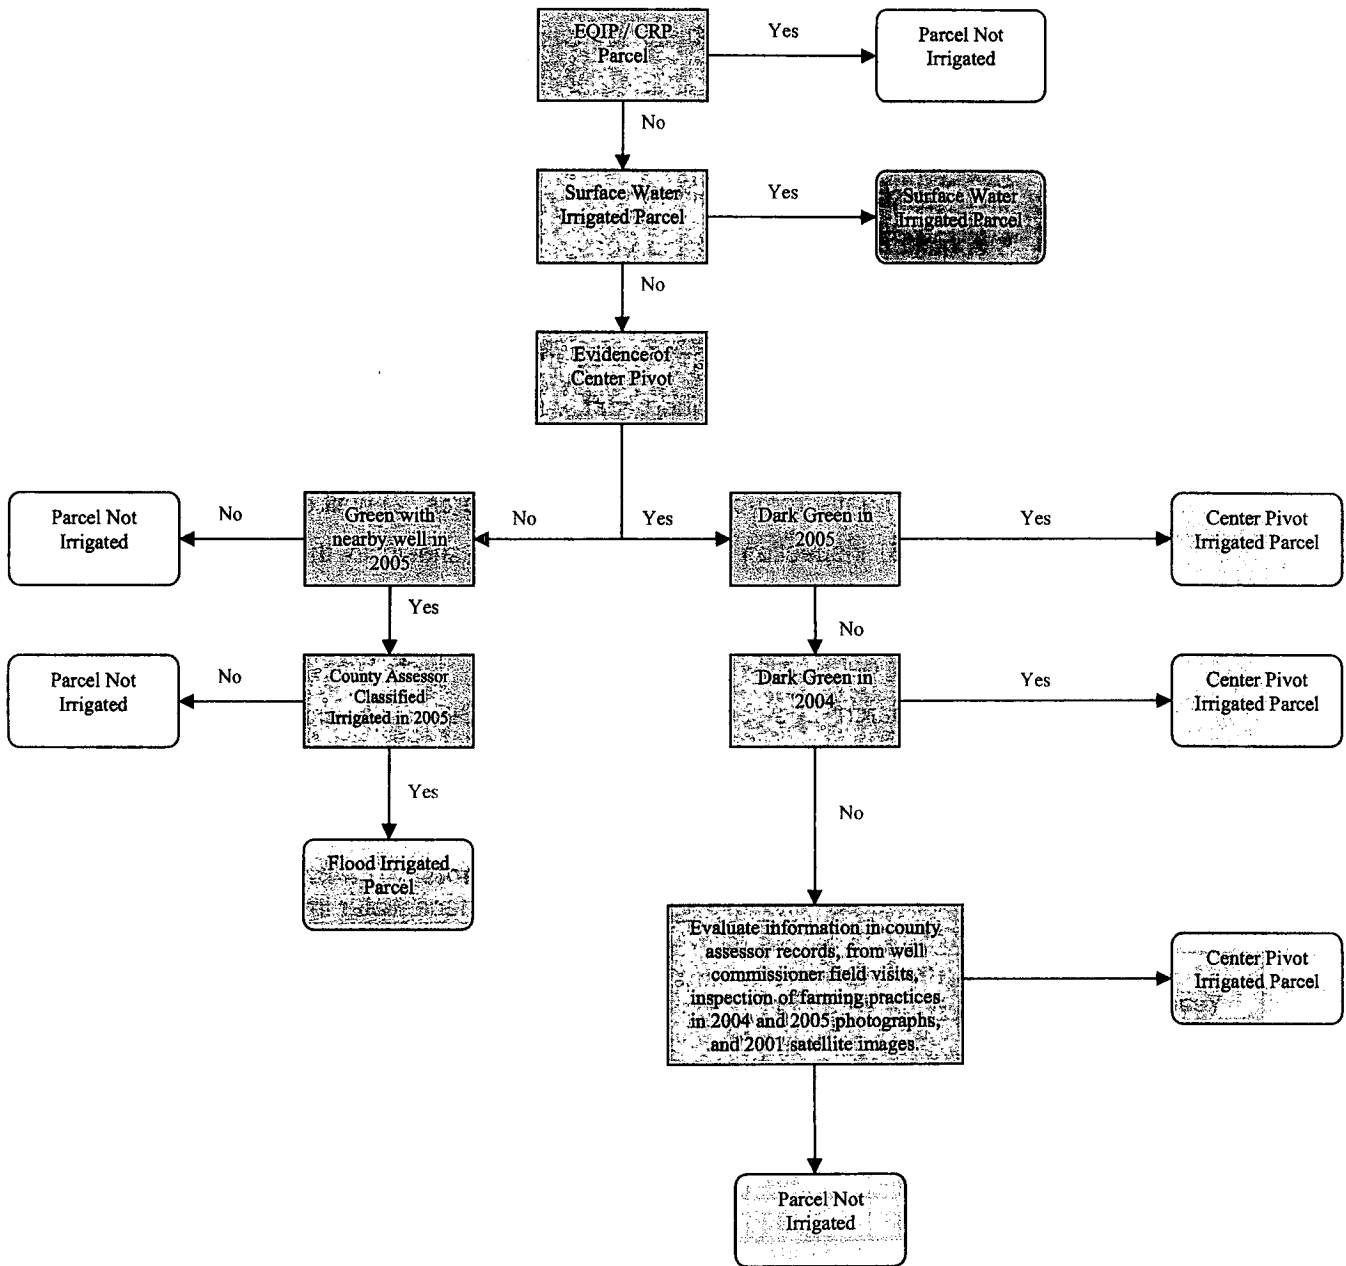 EQIP// CRP
Parcel
Yes
Parcel Not
Irrigated
No
Surface Water
Irrigated Parcel
Yes
Surface Water
Irrigated Parcel
No
Evidence of
Center Pivot
Parcel Not
Irrigated
No
Green with
nearby well in
2005
No
Yes
Dark Green in
2005
Yes
Center Pivot
Irrigated Parcel
Yes
No
Parcel Not
Irrigated
No
County Assessor
Classified
Irrigated in 2005
Dark Green in
2004
Yes
Center Pivot
Irrigated Parcel
Yes
No
Flood Irrigated
Parcel
Evaluate information in county
assessor records, from well
commissioner field visits,
inspection of farming practices
in 2004 and 2005 photographs,
and 2001 satellite images.
Center Pivot
Irrigated Parcel
Parcel Not
Irrigated